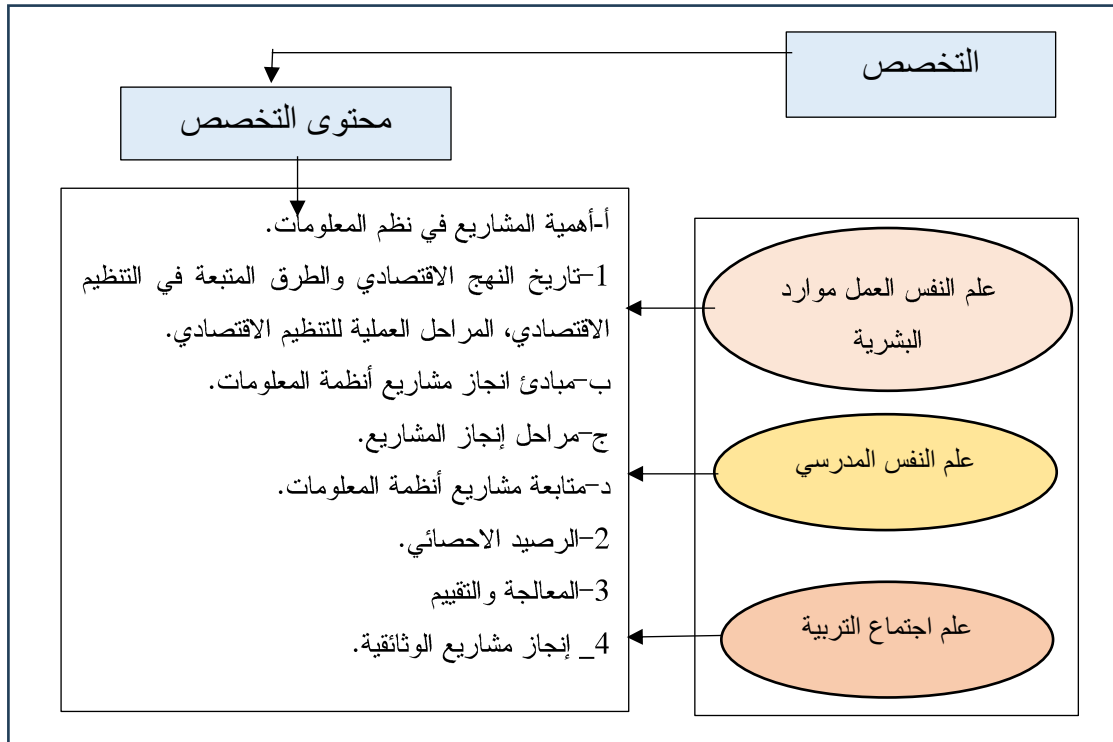 التخصص
محتوى التخصص
علم النفس العمل موارد
البشرية
علم النفس المدرسي
علم اجتماع التربية
أ-أهمية المشاريع في نظم المعلومات.
1-تاريخ النهج الاقتصادي والطرق المتبعة في التنظيم
الاقتصادي، المراحل العملية للتنظيم الاقتصادي.
ب-مبادئ انجاز مشاريع أنظمة المعلومات.
ج-مراحل إنجاز المشاريع.
د-متابعة مشاريع أنظمة المعلومات.
2-الرصيد الاحصائي.
3-المعالجة والتقييم
4_ إنجاز مشاريع الوثائقية.